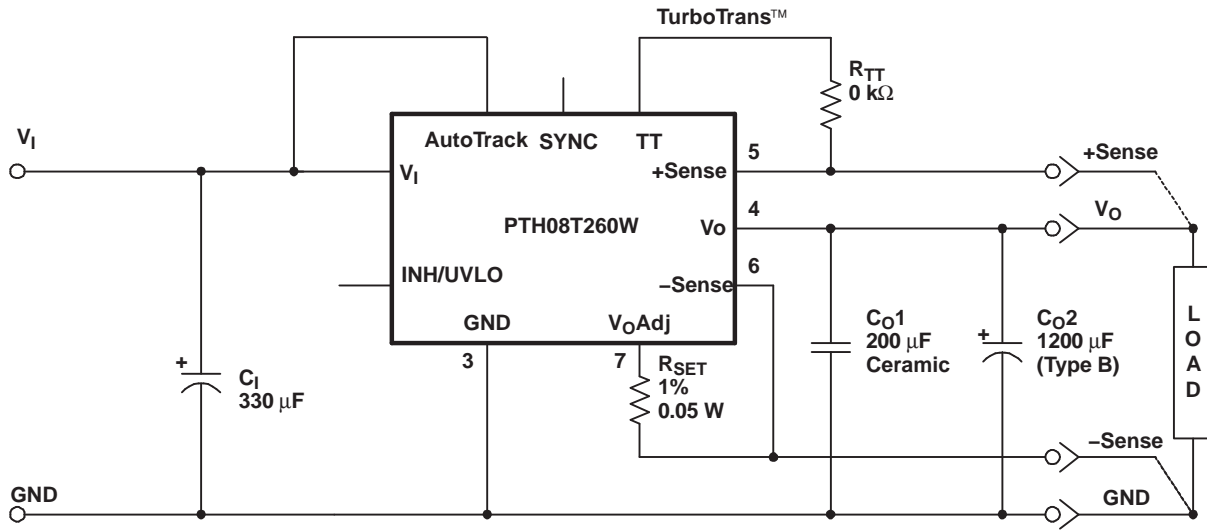 TurboTrans™
R_TT
0 kΩ
V_I
AutoTrack
SYNC
TT
5
+Sense
V_I
+Sense
4
V_O
PTH08T260W
Vo
6
INH/UVLO
−Sense
GND
V_OAdj
3
7
C_O1
200 μF
Ceramic
C_O2
1200 μF
(Type B)
LOAD
R_SET
1%
0.05 W
+
C_I
330 μF
+
−Sense
GND
GND